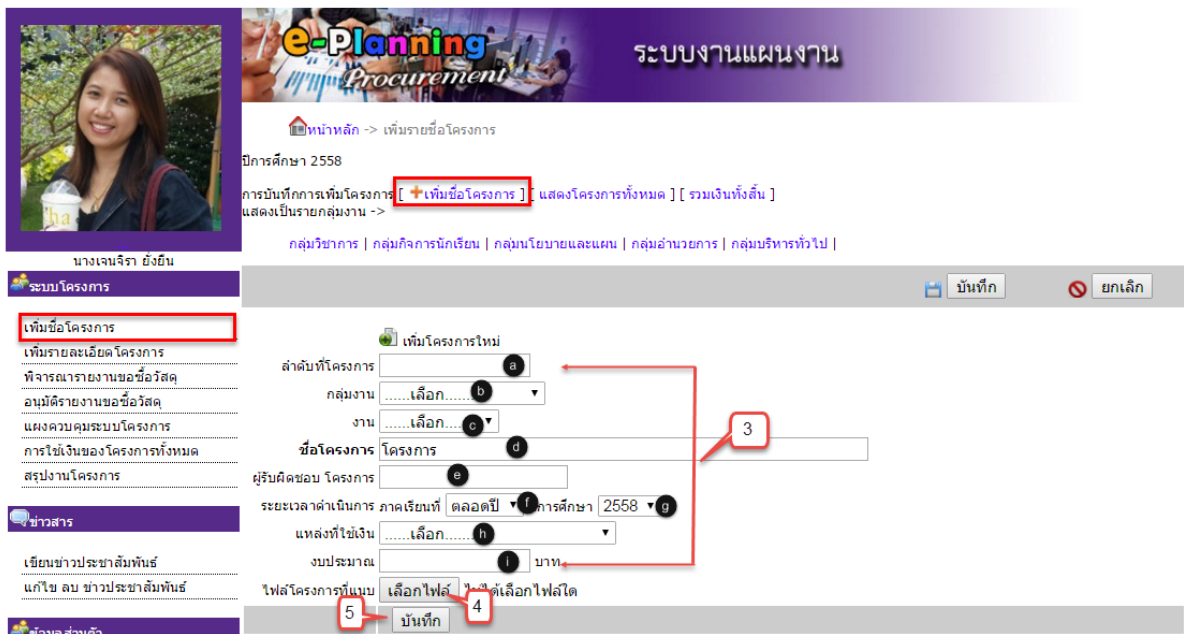 e-Planning
Procurement
ระบบงานแผนงาน
หน้าหลัก -> เพิ่มรายชื่อโครงการ
ปีการศึกษา 2558
การบันทึกการเพิ่มโครงการ [ เพิ่มชื่อโครงการ ] [ แสดงโครงการทั้งหมด ] [ รวมเงินทั้งสิ้น ]
แสดงเป็นรายกลุ่มงาน ->
กลุ่มวิชาการ | กลุ่มกิจการนักเรียน | กลุ่มนโยบายและแผน | กลุ่มอำนวยการ | กลุ่มบริหารทั่วไป |
นางเจนจิรา ยั่งยืน
ระบบโครงการ
เพิ่มชื่อโครงการ
เพิ่มรายละเอียดโครงการ
พิจารณารายงานขอซื้อวัสดุ
อนุมัติรายงานขอซื้อวัสดุ
แผงควบคุมระบบโครงการ
การใช้เงินของโครงการทั้งหมด
สรุปงานโครงการ
ข่าวสาร
เขียนข่าวประชาสัมพันธ์
แก้ไข ลบ ข่าวประชาสัมพันธ์
ข้อมูลส่วนตัว
บันทึก ยกเลิก
เพิ่มโครงการใหม่
ลำดับที่โครงการ a
กลุ่มงาน ......เลือก...... b
งาน ......เลือก.... c
ชื่อโครงการ โครงการ d
3
ผู้รับผิดชอบ โครงการ e
ระยะเวลาดำเนินการ ภาคเรียนที่ ตลอดปี f การศึกษา 2558 g
แหล่งที่ใช้เงิน ......เลือก...... h
งบประมาณ i บาท
ไฟล์โครงการที่แนบ เลือกไฟล์ ไม่ได้เลือกไฟล์ใด
4
5
บันทึก